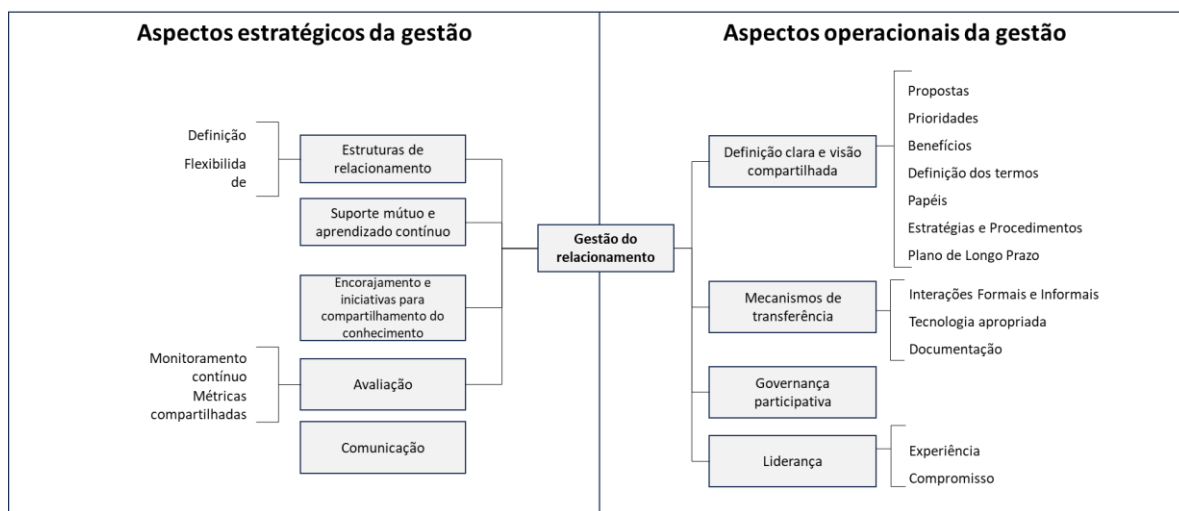 Aspectos estratégicos da gestão
Definição
Flexibilida
de
Estruturas de
relacionamento
Suporte mútuo e
aprendizado contínuo
Encorajamento e
iniciativas para
compartilhamento do
conhecimento
Monitoramento
contínuo
Métricas
compartilhadas
Avaliação
Comunicação
Gestão do
relacionamento
Aspectos operacionais da gestão
Definição clara e visão
compartilhada
Propostas
Prioridades
Benefícios
Definição dos termos
Papéis
Estratégias e Procedimentos
Plano de Longo Prazo
Mecanismos de
transferência
Interações Formais e Informais
Tecnologia apropriada
Documentação
Governança
participativa
Liderança
Experiência
Compromisso